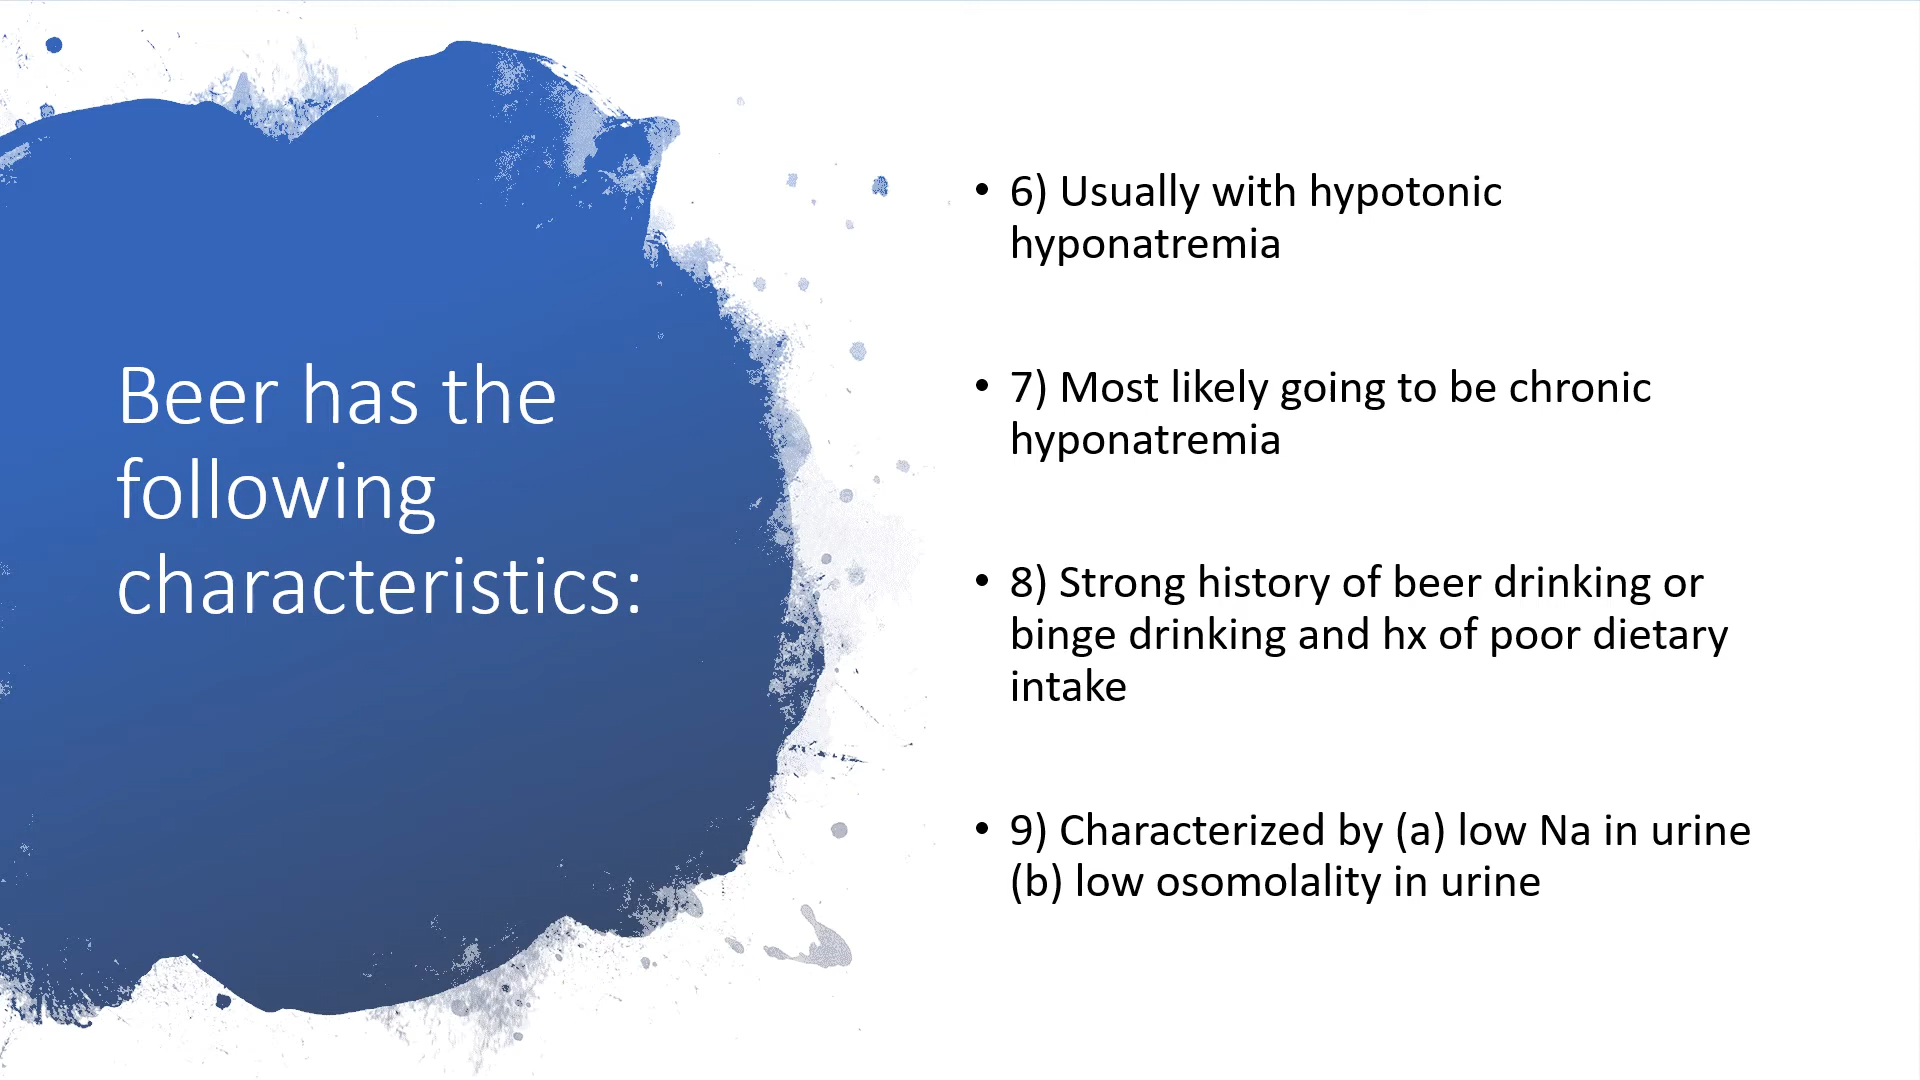 Beer has the
following
characteristics:
• 6) Usually with hypotonic
hyponatremia
• 7) Most likely going to be chronic
hyponatremia
• 8) Strong history of beer drinking or
binge drinking and hx of poor dietary
intake
• 9) Characterized by (a) low Na in urine
(b) low osomolality in urine